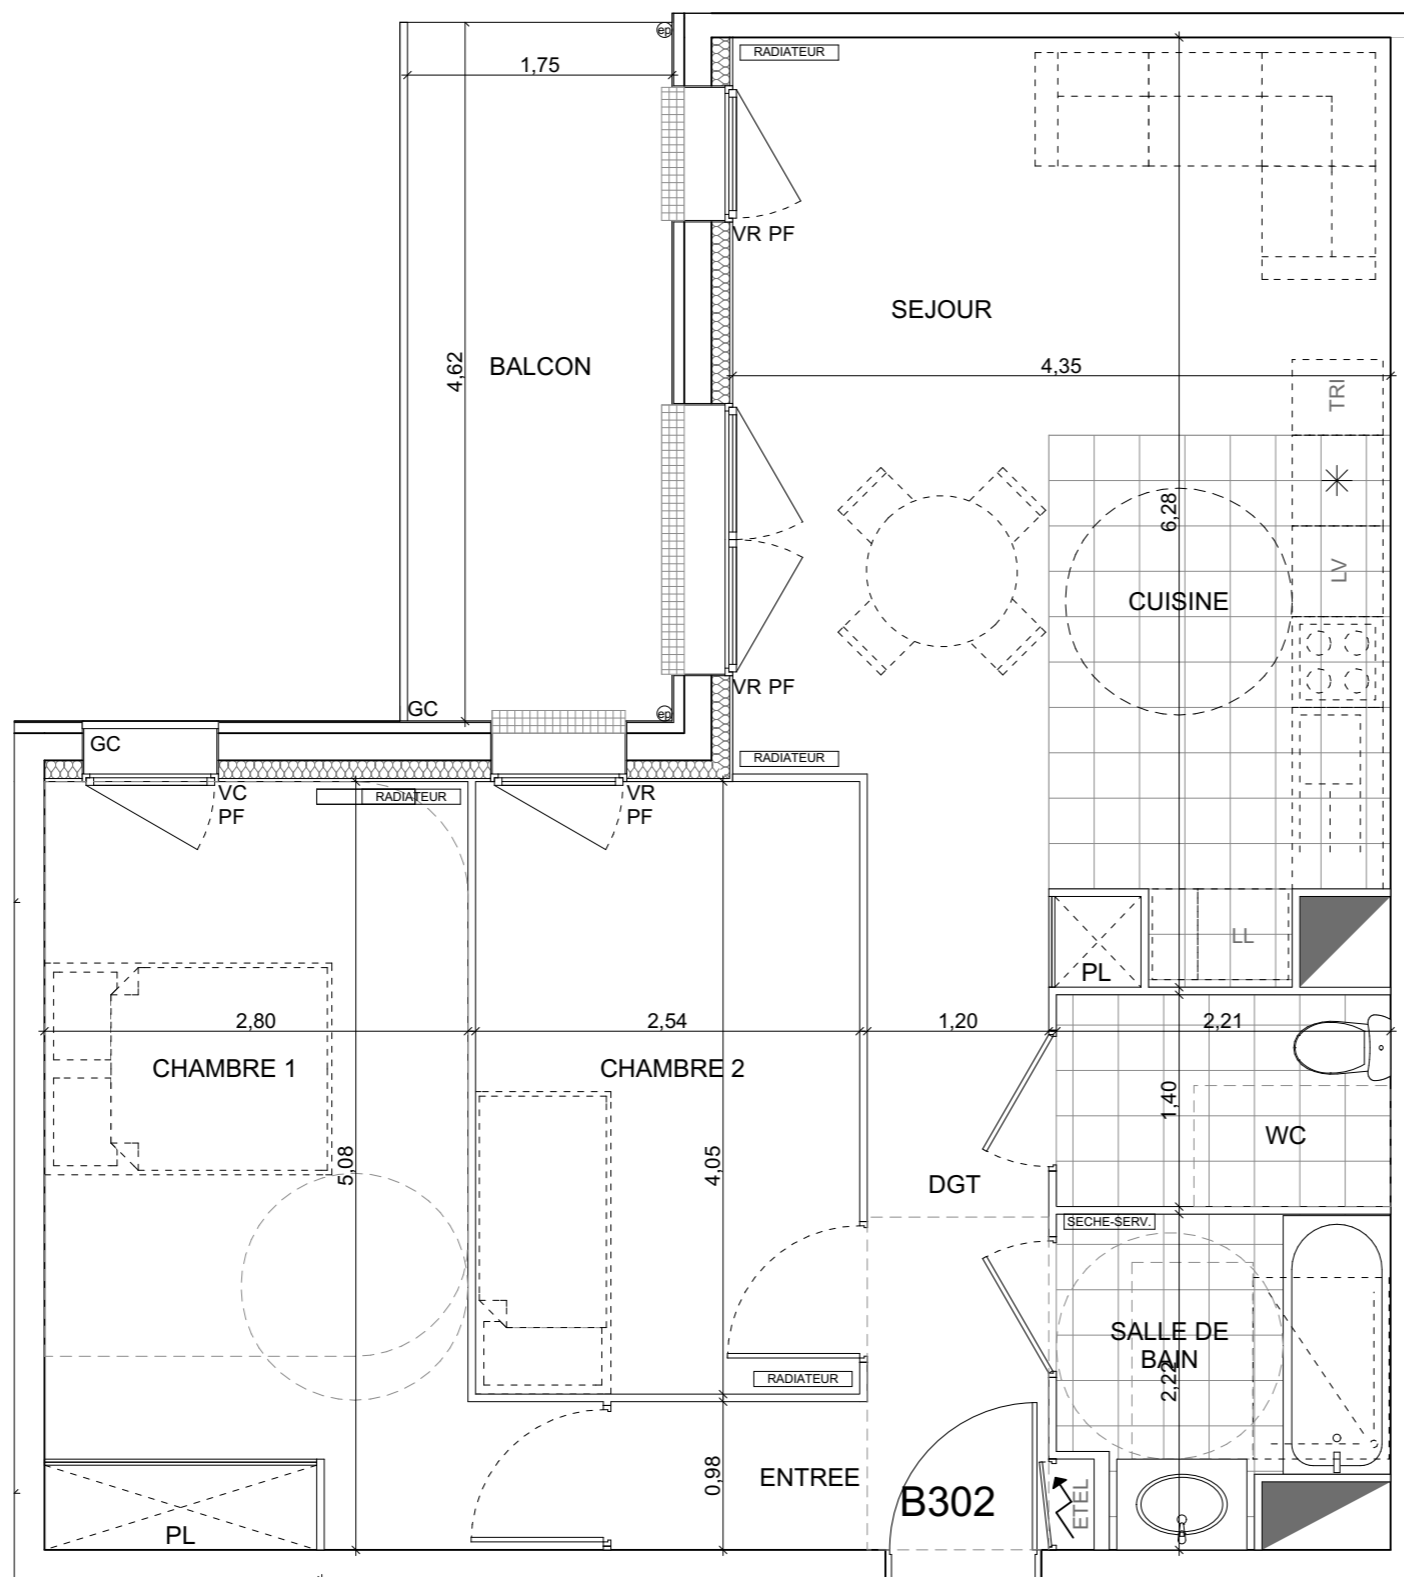 ep
RADIATEUR
1,75
VR PF
SEJOUR
BALCON
4,62
4,35
TRI
6,28
LV
CUISINE
VR PF
GC
ep
GC
RADIATEUR
VC
PF
RADIATEUR
VR
PF
LL
PL
2,80
2,54
1,20
2,21
CHAMBRE 1
CHAMBRE 2
1,40
WC
5,08
4,05
DGT
SECHE-SERV.
SALLE DE
BAIN
2,22
RADIATEUR
0,98
ENTREE
B302
ETEL
PL